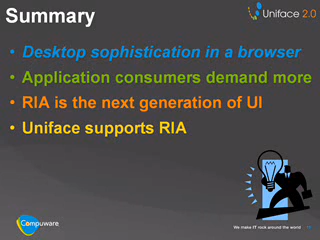 Summary
Uniface 2.0
• Desktop sophistication in a browser
• Application consumers demand more
• RIA is the next generation of UI
• Uniface supports RIA
Compuware
We make IT rock around the world